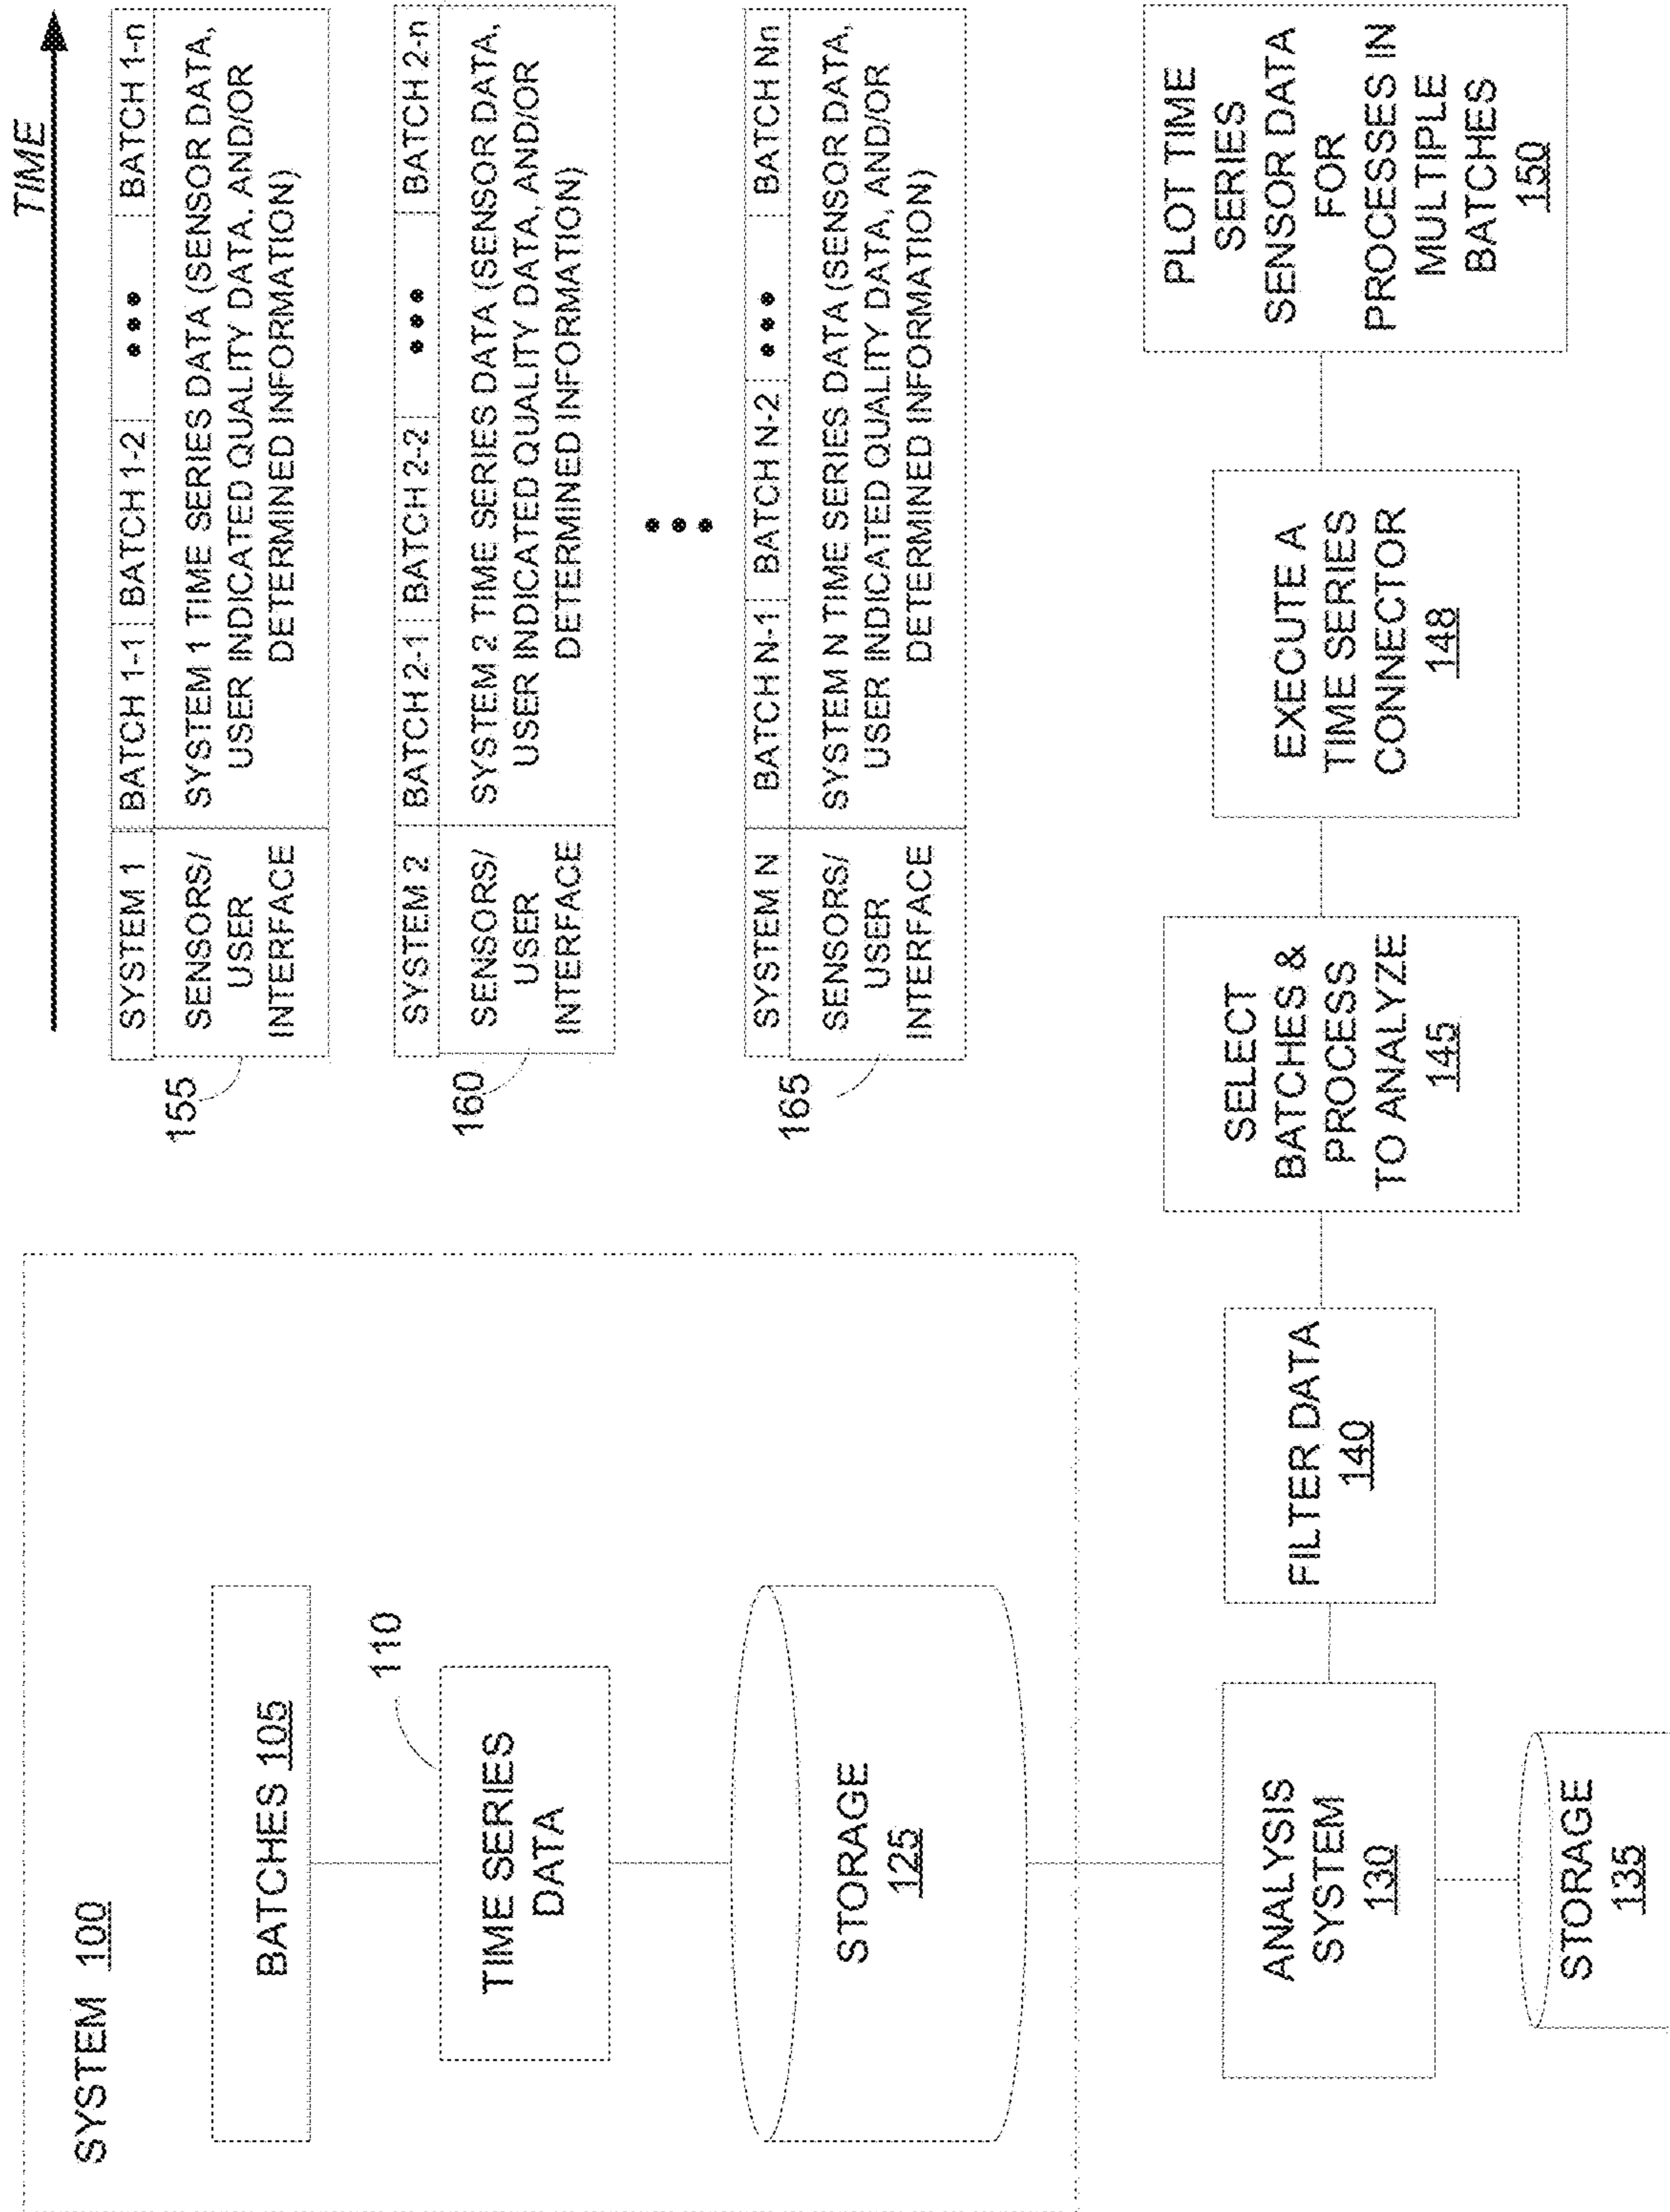 SYSTEM 100
BATCHES 105
110
TIME SERIES
DATA
STORAGE
125
TIME
SYSTEM 1 BATCH 1-1 BATCH 1-2 ••• BATCH 1-n
SENSORS/
USER
INTERFACE
SYSTEM 1 TIME SERIES DATA (SENSOR DATA,
USER INDICATED QUALITY DATA, AND/OR
DETERMINED INFORMATION)
155
SYSTEM 2 BATCH 2-1 BATCH 2-2 ••• BATCH 2-n
SENSORS/
USER
INTERFACE
SYSTEM 2 TIME SERIES DATA (SENSOR DATA,
USER INDICATED QUALITY DATA, AND/OR
DETERMINED INFORMATION)
160
•••
SYSTEM N BATCH N-1 BATCH N-2 ••• BATCH Nn
SENSORS/
USER
INTERFACE
SYSTEM N TIME SERIES DATA (SENSOR DATA,
USER INDICATED QUALITY DATA, AND/OR
DETERMINED INFORMATION)
165
ANALYSIS
SYSTEM
130
STORAGE
135
FILTER DATA
140
SELECT
BATCHES &
PROCESS
TO ANALYZE
145
EXECUTE A
TIME SERIES
CONNECTOR
148
PLOT TIME
SERIES
SENSOR DATA
FOR
PROCESSES IN
MULTIPLE
BATCHES
150